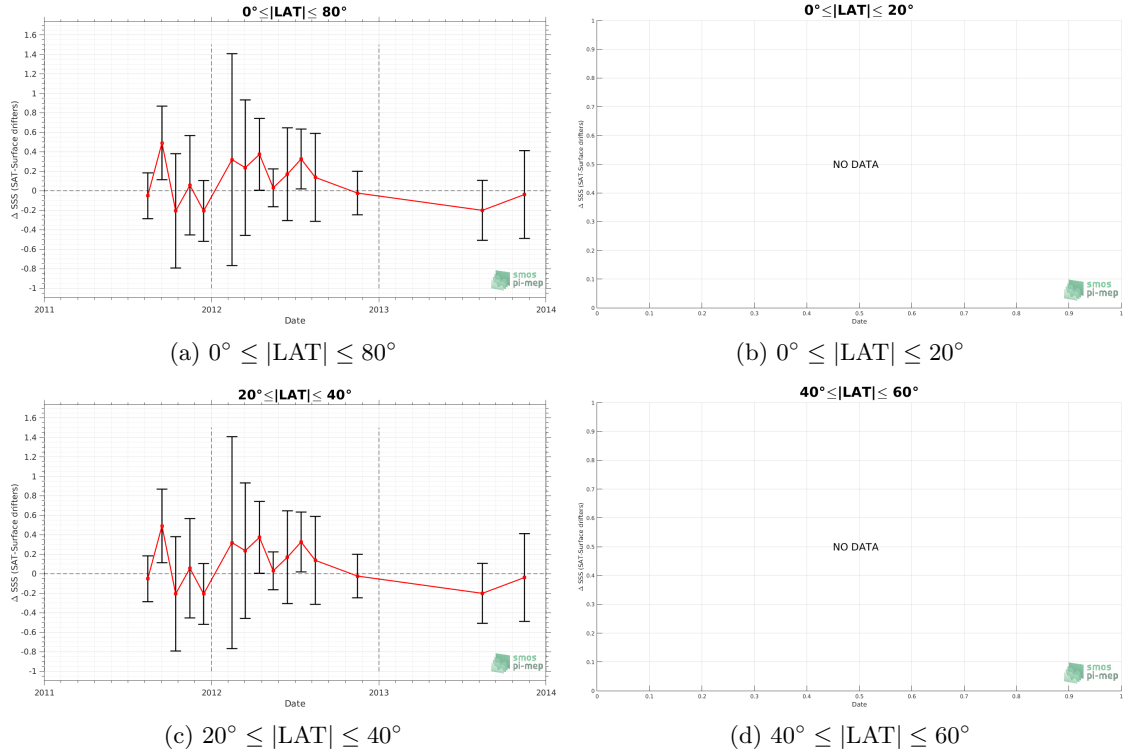 0°≤|LAT|≤ 80°
Δ SSS (SAT-Surface drifters)
1.6
1.4
1.2
1
0.8
0.6
0.4
0.2
0
-0.2
-0.4
-0.6
-0.8
-1
2011 2012 2013 2014
Date
smos
pi-mep
(a) 0° ≤ |LAT| ≤ 80°
0°≤|LAT|≤ 20°
Δ SSS (SAT-Surface drifters)
1
0.9
0.8
0.7
0.6
0.5
0.4
0.3
0.2
0.1
0
NO DATA
0 0.1 0.2 0.3 0.4 0.5 0.6 0.7 0.8 0.9 1
Date
smos
pi-mep
(b) 0° ≤ |LAT| ≤ 20°
20°≤|LAT|≤ 40°
Δ SSS (SAT-Surface drifters)
1.6
1.4
1.2
1
0.8
0.6
0.4
0.2
0
-0.2
-0.4
-0.6
-0.8
-1
2011 2012 2013 2014
Date
smos
pi-mep
(c) 20° ≤ |LAT| ≤ 40°
40°≤|LAT|≤ 60°
Δ SSS (SAT-Surface drifters)
1
0.9
0.8
0.7
0.6
0.5
0.4
0.3
0.2
0.1
0
NO DATA
0 0.1 0.2 0.3 0.4 0.5 0.6 0.7 0.8 0.9 1
Date
smos
pi-mep
(d) 40° ≤ |LAT| ≤ 60°